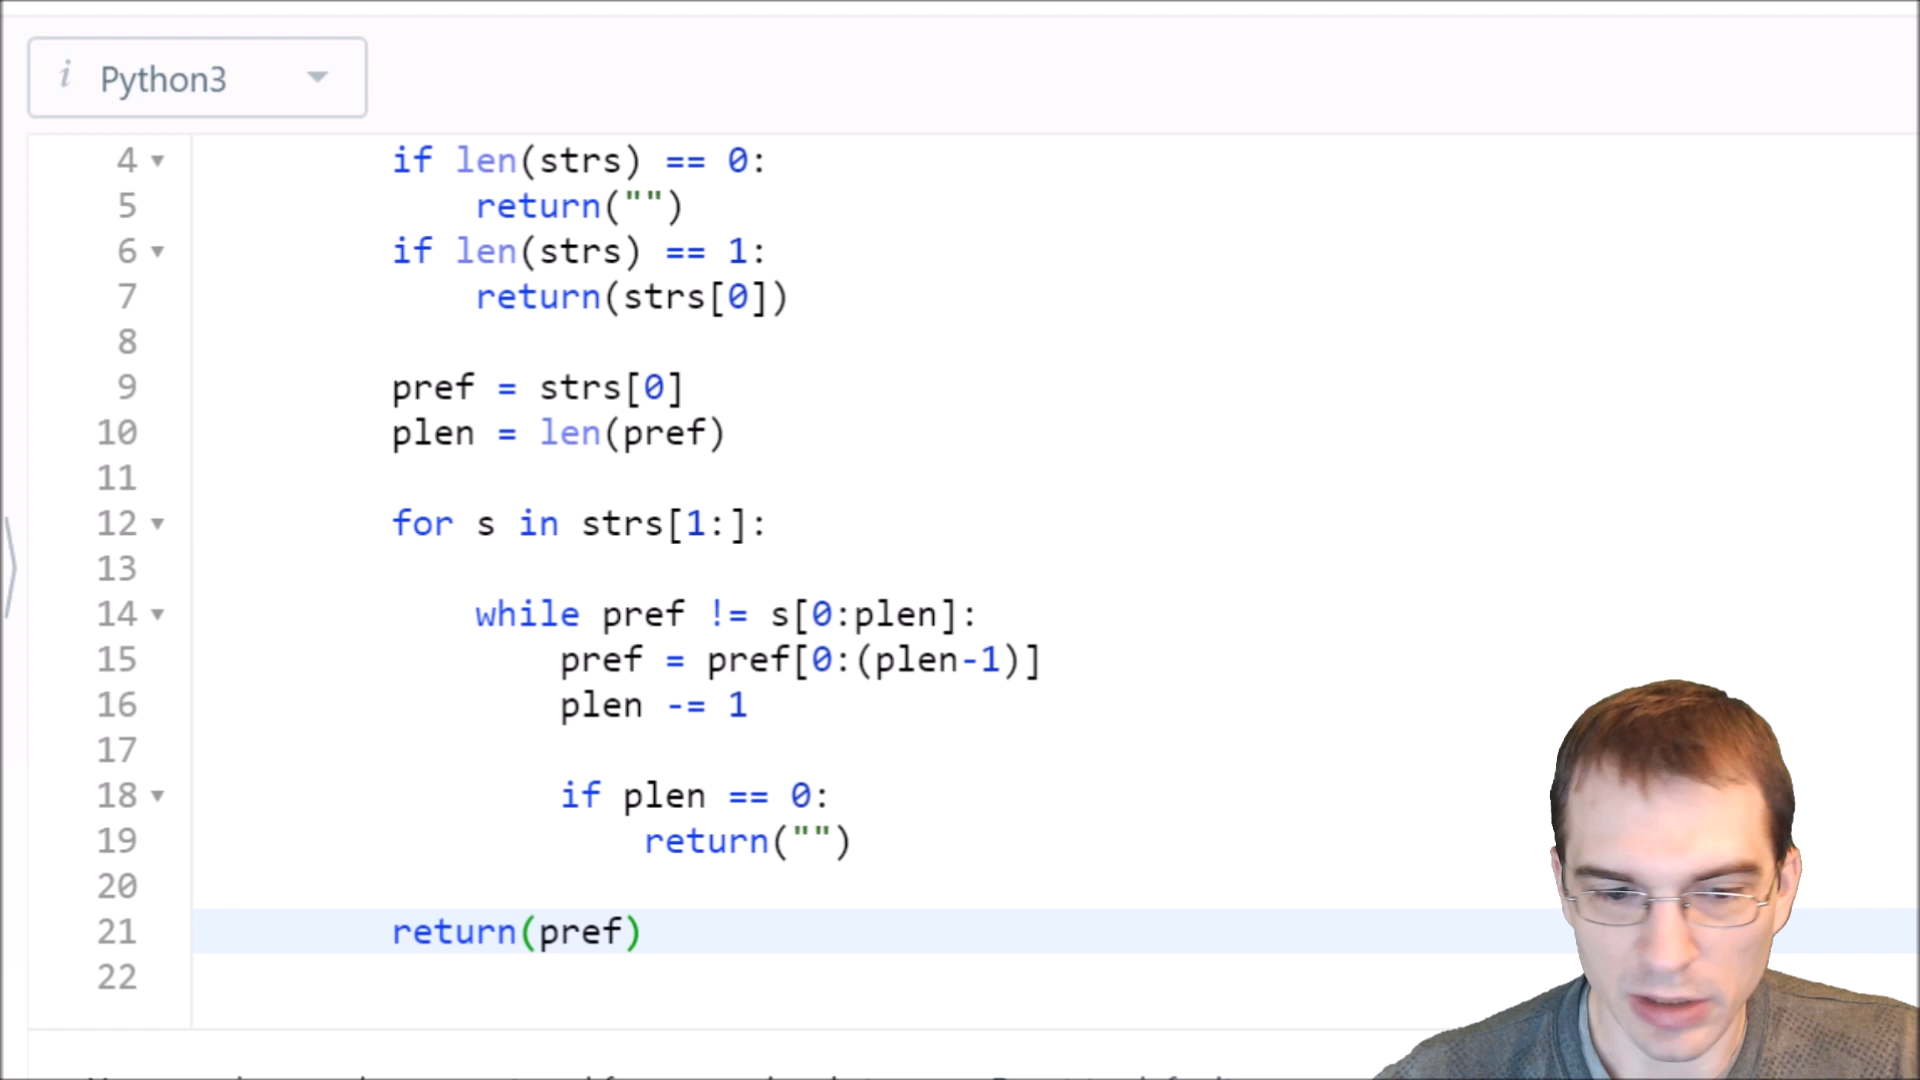 i Python3
4 if len(strs) == 0:
5 return("")
6 if len(strs) == 1:
7 return(strs[0])
8
9 pref = strs[0]
10 plen = len(pref)
11
12 for s in strs[1:]:
13
14 while pref != s[0:plen]:
15 pref = pref[0:(plen-1)]
16 plen -= 1
17
18 if plen == 0:
19 return("")
20
21 return(pref)
22